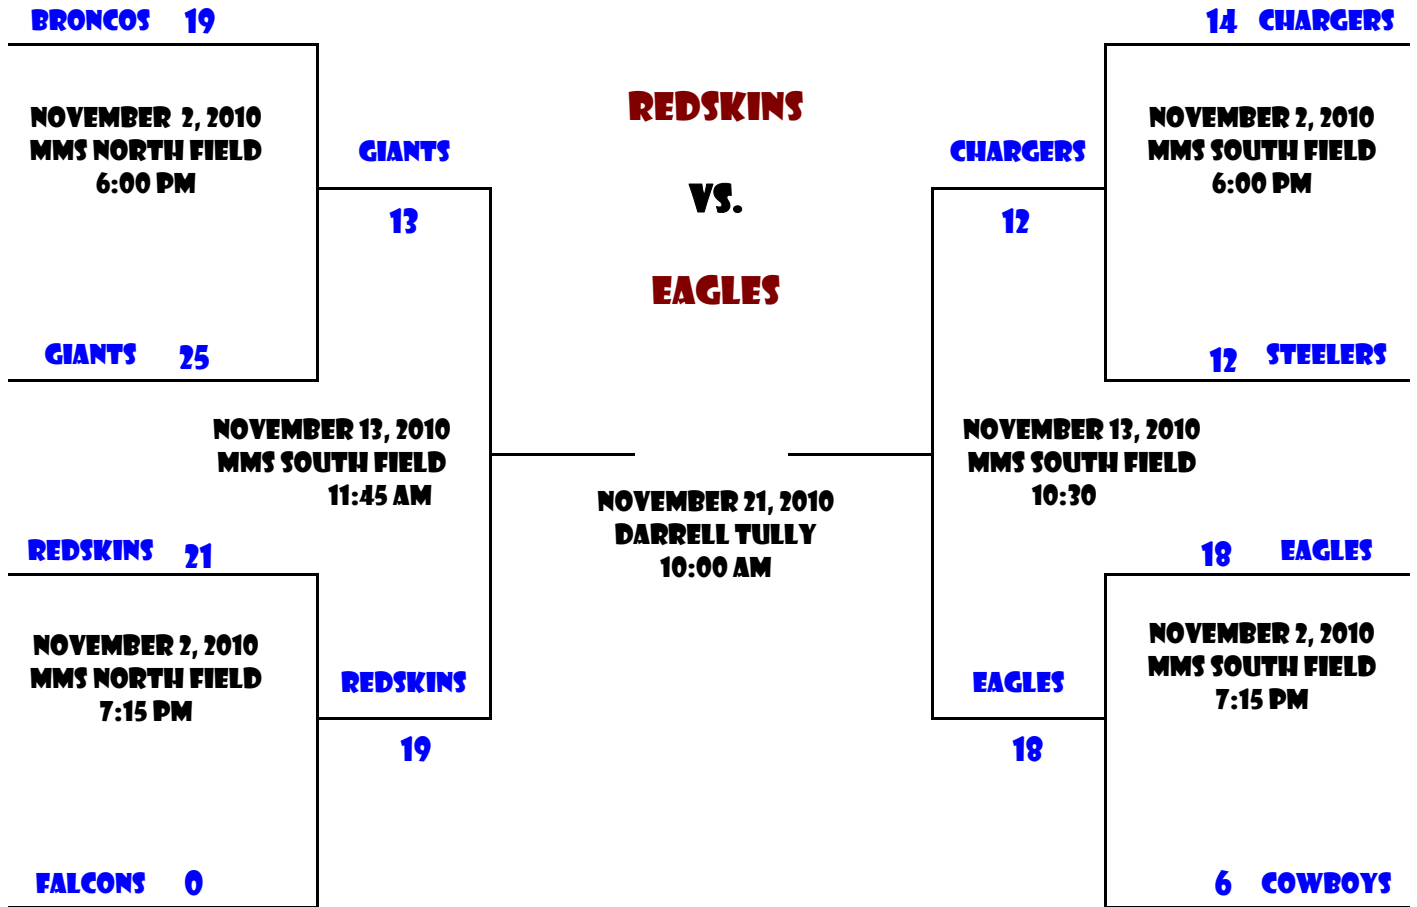 BRONCOS 19
14 CHARGERS
REDSKINS
NOVEMBER 2, 2010
MMS NORTH FIELD
6:00 PM
NOVEMBER 2, 2010
MMS SOUTH FIELD
6:00 PM
GIANTS
CHARGERS
VS.
13
12
EAGLES
GIANTS 25
12 STEELERS
NOVEMBER 13, 2010
MMS SOUTH FIELD
11:45 AM
NOVEMBER 13, 2010
MMS SOUTH FIELD
10:30
NOVEMBER 21, 2010
DARRELL TULLY
10:00 AM
REDSKINS 21
18 EAGLES
NOVEMBER 2, 2010
MMS NORTH FIELD
7:15 PM
NOVEMBER 2, 2010
MMS SOUTH FIELD
7:15 PM
REDSKINS
EAGLES
19
18
FALCONS 0
6 COWBOYS